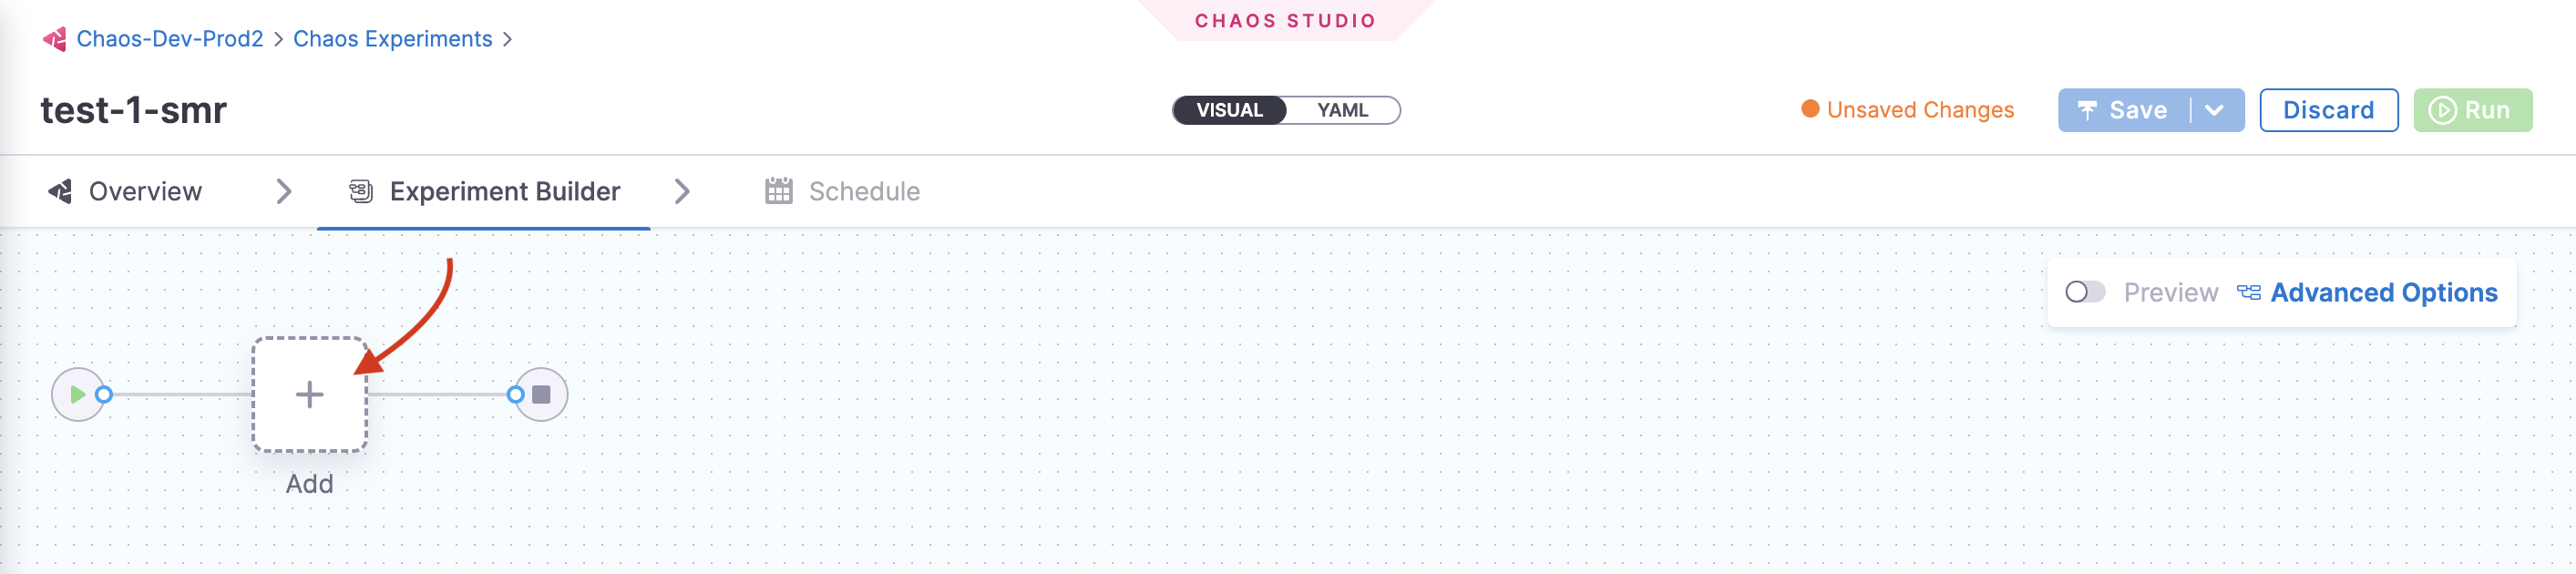 CHAOS STUDIO
Chaos-Dev-Prod2 > Chaos Experiments >
test-1-smr
VISUAL YAML
Unsaved Changes
Save
Discard
Run
Overview
Experiment Builder
Schedule
Preview
Advanced Options
Add